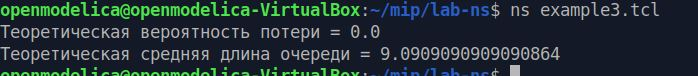 openmodelica@openmodelica-VirtualBox:~/mip/lab-ns$ ns example3.tcl
Теоретическая вероятность потери = 0.0
Теоретическая средняя длина очереди = 9.0909090909090864
openmodelica@openmodelica-VirtualBox:~/mip/lab-ns$